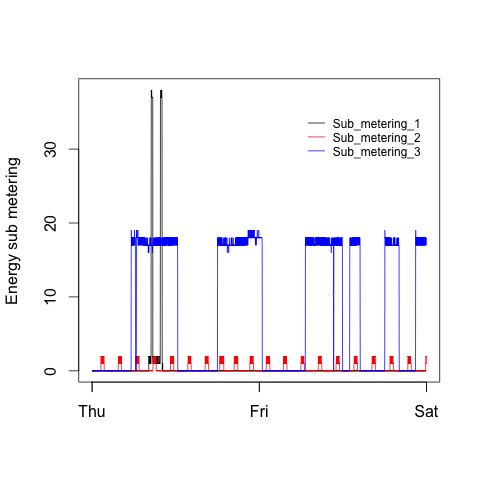 Energy sub metering
30
20
10
0
Sub_metering_1
Sub_metering_2
Sub_metering_3
Thu Fri Sat